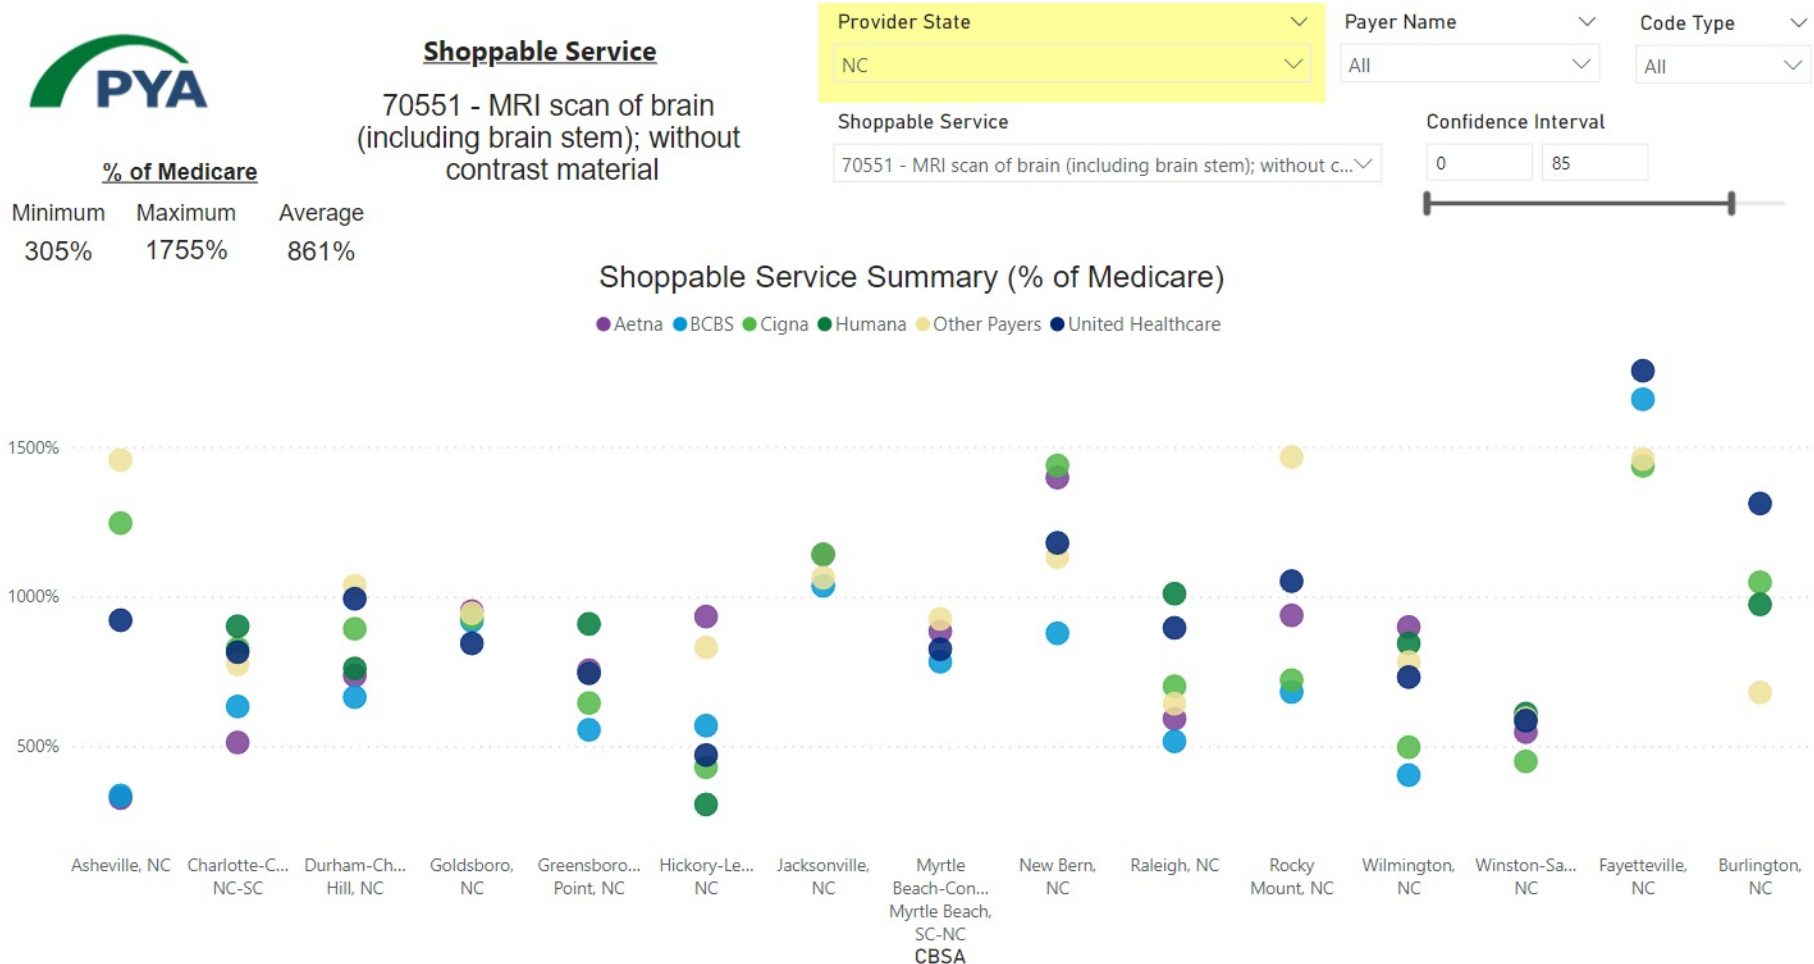 PYA
Shoppable Service
70551 - MRI scan of brain
(including brain stem); without
contrast material
% of Medicare
Minimum Maximum Average
305% 1755% 861%
Provider State
NC
Payer Name
All
Code Type
All
Shoppable Service
70551 - MRI scan of brain (including brain stem); without c...
Confidence Interval
0 85
Shoppable Service Summary (% of Medicare)
Aetna BCBS Cigna Humana Other Payers United Healthcare
1500%
1000%
500%
Asheville, NC
Charlotte-C...
NC-SC
Durham-Ch...
Hill, NC
Goldsboro,
NC
Greensboro...
Point, NC
Hickory-Le...
NC
Jacksonville,
NC
Myrtle
Beach-Con...
Myrtle Beach,
SC-NC
New Bern,
NC
Raleigh, NC
Rocky
Mount, NC
Wilmington,
NC
Winston-Sa...
NC
Fayetteville,
NC
Burlington,
NC
CBSA